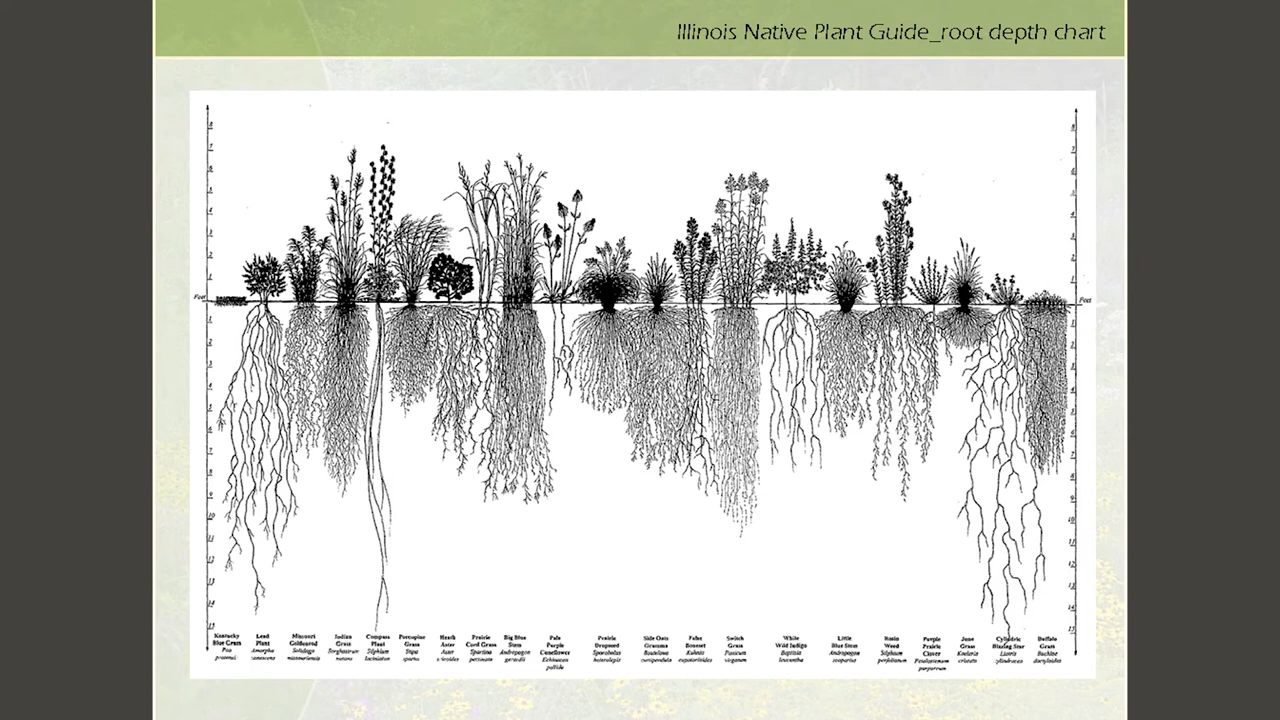 Illinois Native Plant Guide_root depth chart
Feet
Feet
Kentucky
Blue Grass
Poa
Lead
Plant
Amorpha
canescens
Missouri
Goldenrod
Solidago
missouriensis
Indian
Grass
Sorghastrum
nutans
Compass
Plant
Silphium
laciniatum
Porcupine
Grass
Stipa
spartea
Heath
Aster
Aster
ericoides
Prairie
Cord Grass
Spartina
pectinata
Big Blue
Stem
Andropogon
gerardii
Pale
Purple
Coneflower
Echinacea
pallida
Prairie
Dropseed
Sporobolus
heterolepis
Side Oats
Gramma
Bouteloua
curtipendula
False
Boneset
Kuhnia
eupatorioides
Switch
Grass
Panicum
virgatum
White
Wild Indigo
Baptisia
leucantha
Little
Blue Stem
Andropogon
scoparius
Rosin
Weed
Silphium
perfoliatum
Purple
Prairie
Clover
Petalostemum
purpureum
June
Grass
Koeleria
cristata
Cylindric
Blazing Star
Liatris
cylindracea
Buffalo
Grass
Buchloe
dactyloides